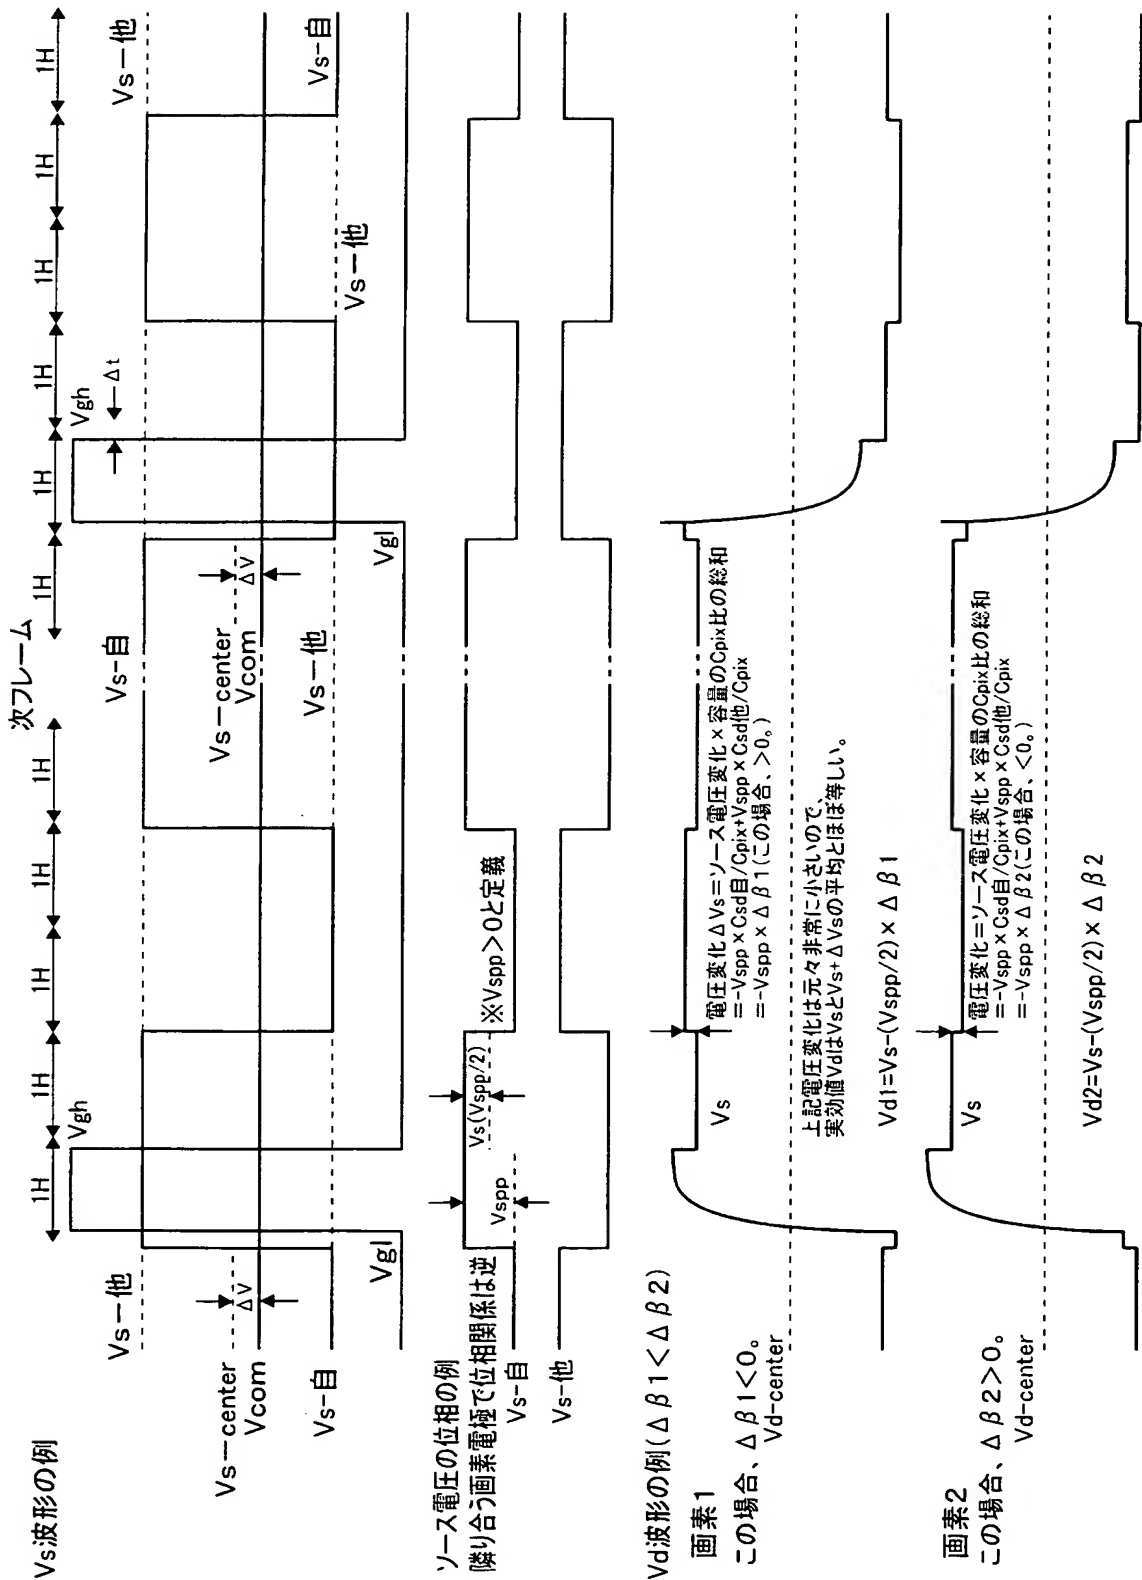 Vs波形の例
次フレーム
1H
1H
1H
1H
1H
1H
1H
1H
1H
1H
Vgh
Vgh
Δt
Vs－他
Vs-自
Vs－他
ΔV
ΔV
Vs－center
Vcom
Vs－center
Vcom
Vs-自
Vs－他
Vs-自
Vs－他
Vgl
Vgl
ソース電圧の位相の例
隣り合う画素電極で位相関係は逆
Vs-自
Vs-他
Vspp
Vs(Vspp/2)
※Vspp>0と定義
Vd波形の例(Δβ1<Δβ2)
画素1
この場合、Δβ1<0。
Vd-center
Vs
電圧変化ΔVs=ソース電圧変化×容量のCpix比の総和
=-Vspp×Csd自/Cpix+Vspp×Csd他/Cpix
=-Vspp×Δβ1(この場合、>0。)
上記電圧変化は元々非常に小さいので、
実効値VdはVsとVs+ΔVsの平均とほぼ等しい。
Vd1=Vs-(Vspp/2)×Δβ1
画素2
この場合、Δβ2>0。
Vd-center
Vs
電圧変化=ソース電圧変化×容量のCpix比の総和
=-Vspp×Csd自/Cpix+Vspp×Csd他/Cpix
=-Vspp×Δβ2(この場合、<0。)
Vd2=Vs-(Vspp/2)×Δβ2